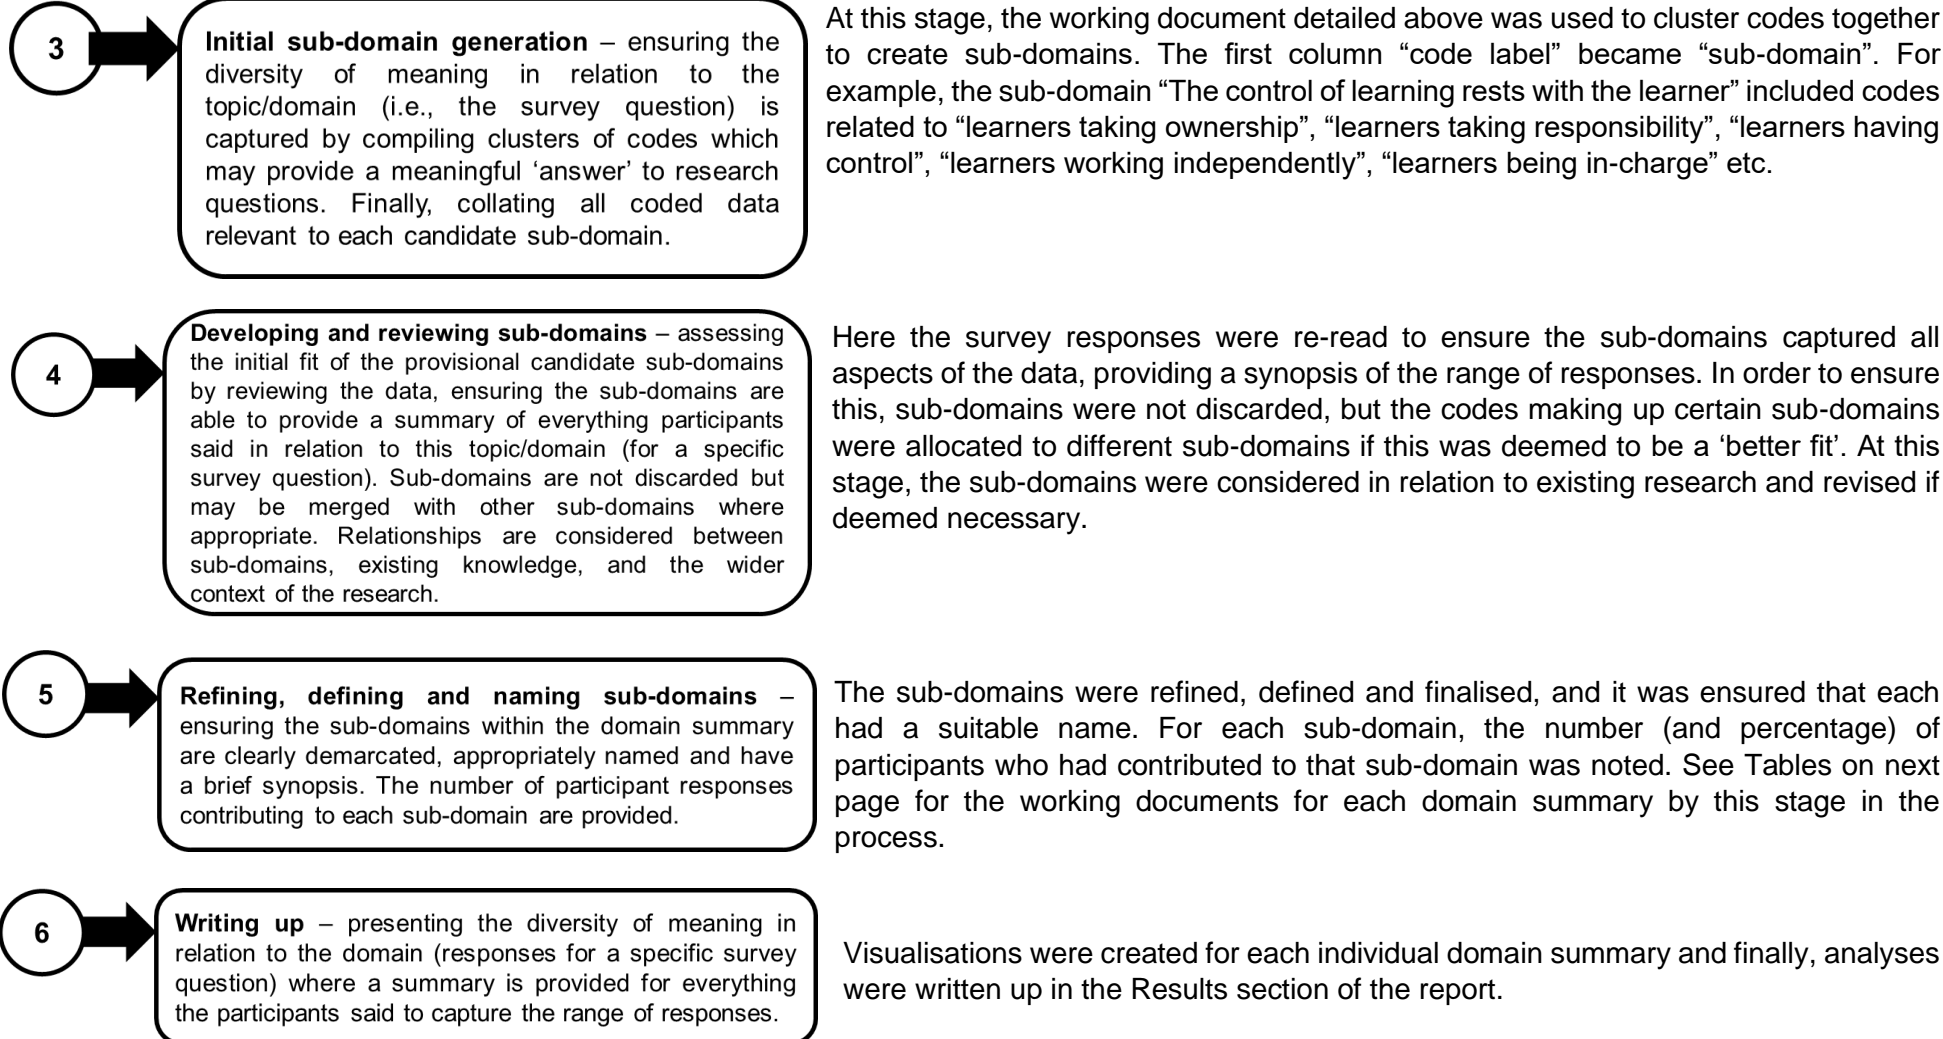 3
Initial sub-domain generation – ensuring the
diversity of meaning in relation to the
topic/domain (i.e., the survey question) is
captured by compiling clusters of codes which
may provide a meaningful ‘answer’ to research
questions. Finally, collating all coded data
relevant to each candidate sub-domain.
At this stage, the working document detailed above was used to cluster codes together
to create sub-domains. The first column “code label” became “sub-domain”. For
example, the sub-domain “The control of learning rests with the learner” included codes
related to “learners taking ownership”, “learners taking responsibility”, “learners having
control”, “learners working independently”, “learners being in-charge” etc.
4
Developing and reviewing sub-domains – assessing
the initial fit of the provisional candidate sub-domains
by reviewing the data, ensuring the sub-domains are
able to provide a summary of everything participants
said in relation to this topic/domain (for a specific
survey question). Sub-domains are not discarded but
may be merged with other sub-domains where
appropriate. Relationships are considered between
sub-domains, existing knowledge, and the wider
context of the research.
Here the survey responses were re-read to ensure the sub-domains captured all
aspects of the data, providing a synopsis of the range of responses. In order to ensure
this, sub-domains were not discarded, but the codes making up certain sub-domains
were allocated to different sub-domains if this was deemed to be a ‘better fit’. At this
stage, the sub-domains were considered in relation to existing research and revised if
deemed necessary.
5
Refining, defining and naming sub-domains –
ensuring the sub-domains within the domain summary
are clearly demarcated, appropriately named and have
a brief synopsis. The number of participant responses
contributing to each sub-domain are provided.
The sub-domains were refined, defined and finalised, and it was ensured that each
had a suitable name. For each sub-domain, the number (and percentage) of
participants who had contributed to that sub-domain was noted. See Tables on next
page for the working documents for each domain summary by this stage in the
process.
6
Writing up – presenting the diversity of meaning in
relation to the domain (responses for a specific survey
question) where a summary is provided for everything
the participants said to capture the range of responses.
Visualisations were created for each individual domain summary and finally, analyses
were written up in the Results section of the report.